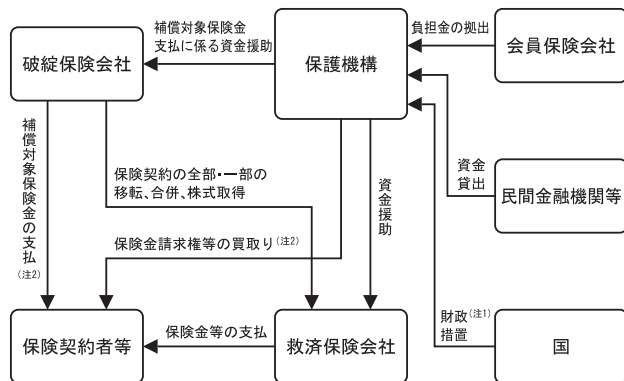 補償対象保険金
支払に係る資金援助
負担金の拠出
破綻保険会社
保護機構
会員保険会社
補償対象保険金の支払(注2)
保険契約の全部・一部の
移転、合併、株式取得
資金援助
資金
貸出
民間金融機関等
保険金請求権等の買取り(注2)
財政(注1)
措置
保険契約者等
保険金等の支払
救済保険会社
国